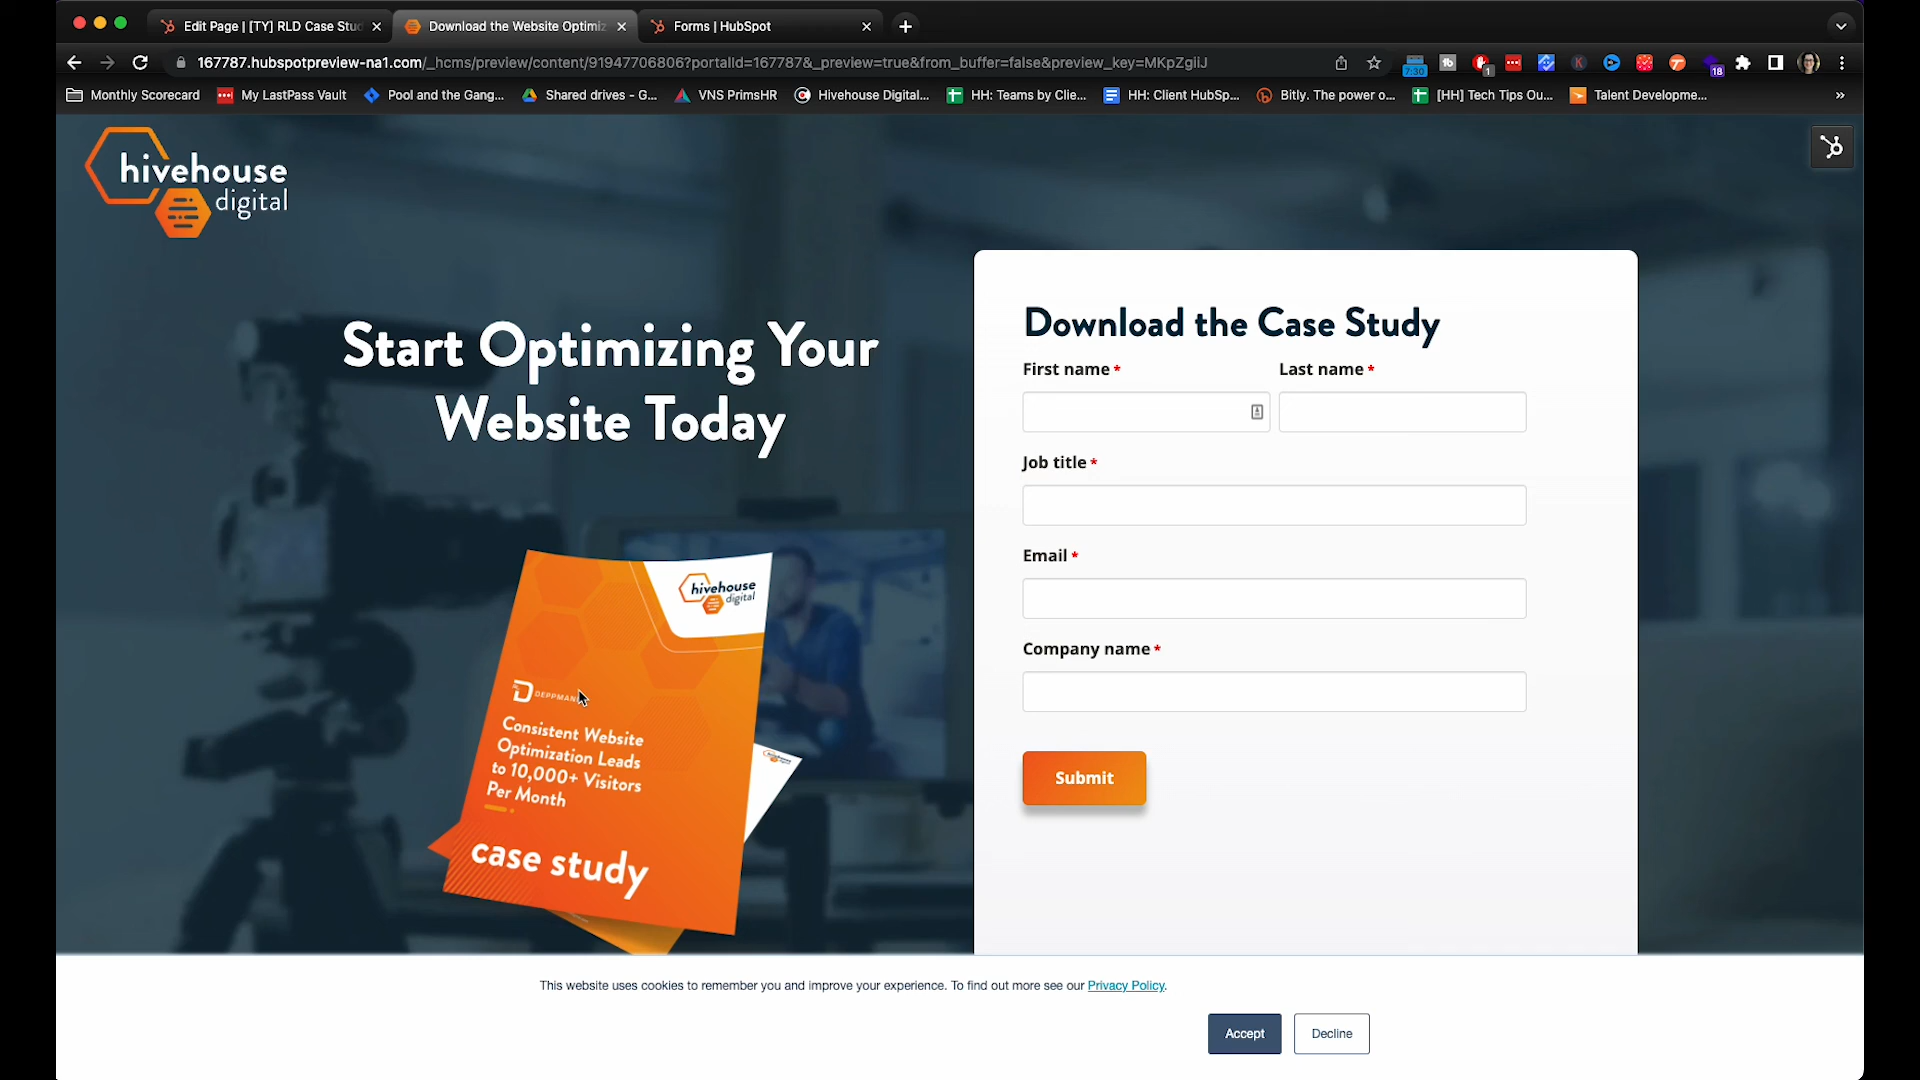 Edit Page | [TY] RLD Case Stu
Download the Website Optimiz
Forms | HubSpot
167787.hubspotpreview-na1.com/_hcms/preview/content/91947706806?portalId=167787&_preview=true&from_buffer=false&preview_key=MKpZgiiJ
7:30
1
K
18
Monthly Scorecard
My LastPass Vault
Pool and the Gang...
Shared drives - G...
VNS PrimsHR
Hivehouse Digital...
HH: Teams by Clie...
HH: Client HubSp...
Bitly. The power o...
[HH] Tech Tips Ou...
Talent Developme...
»
hivehouse
digital
Start Optimizing Your
Website Today
hivehouse
digital
DEPPMAN
Consistent Website
Optimization Leads
to 10,000+ Visitors
Per Month
case study
Download the Case Study
First name*
Last name*
Job title*
Email*
Company name*
Submit
This website uses cookies to remember you and improve your experience. To find out more see our Privacy Policy.
Accept
Decline